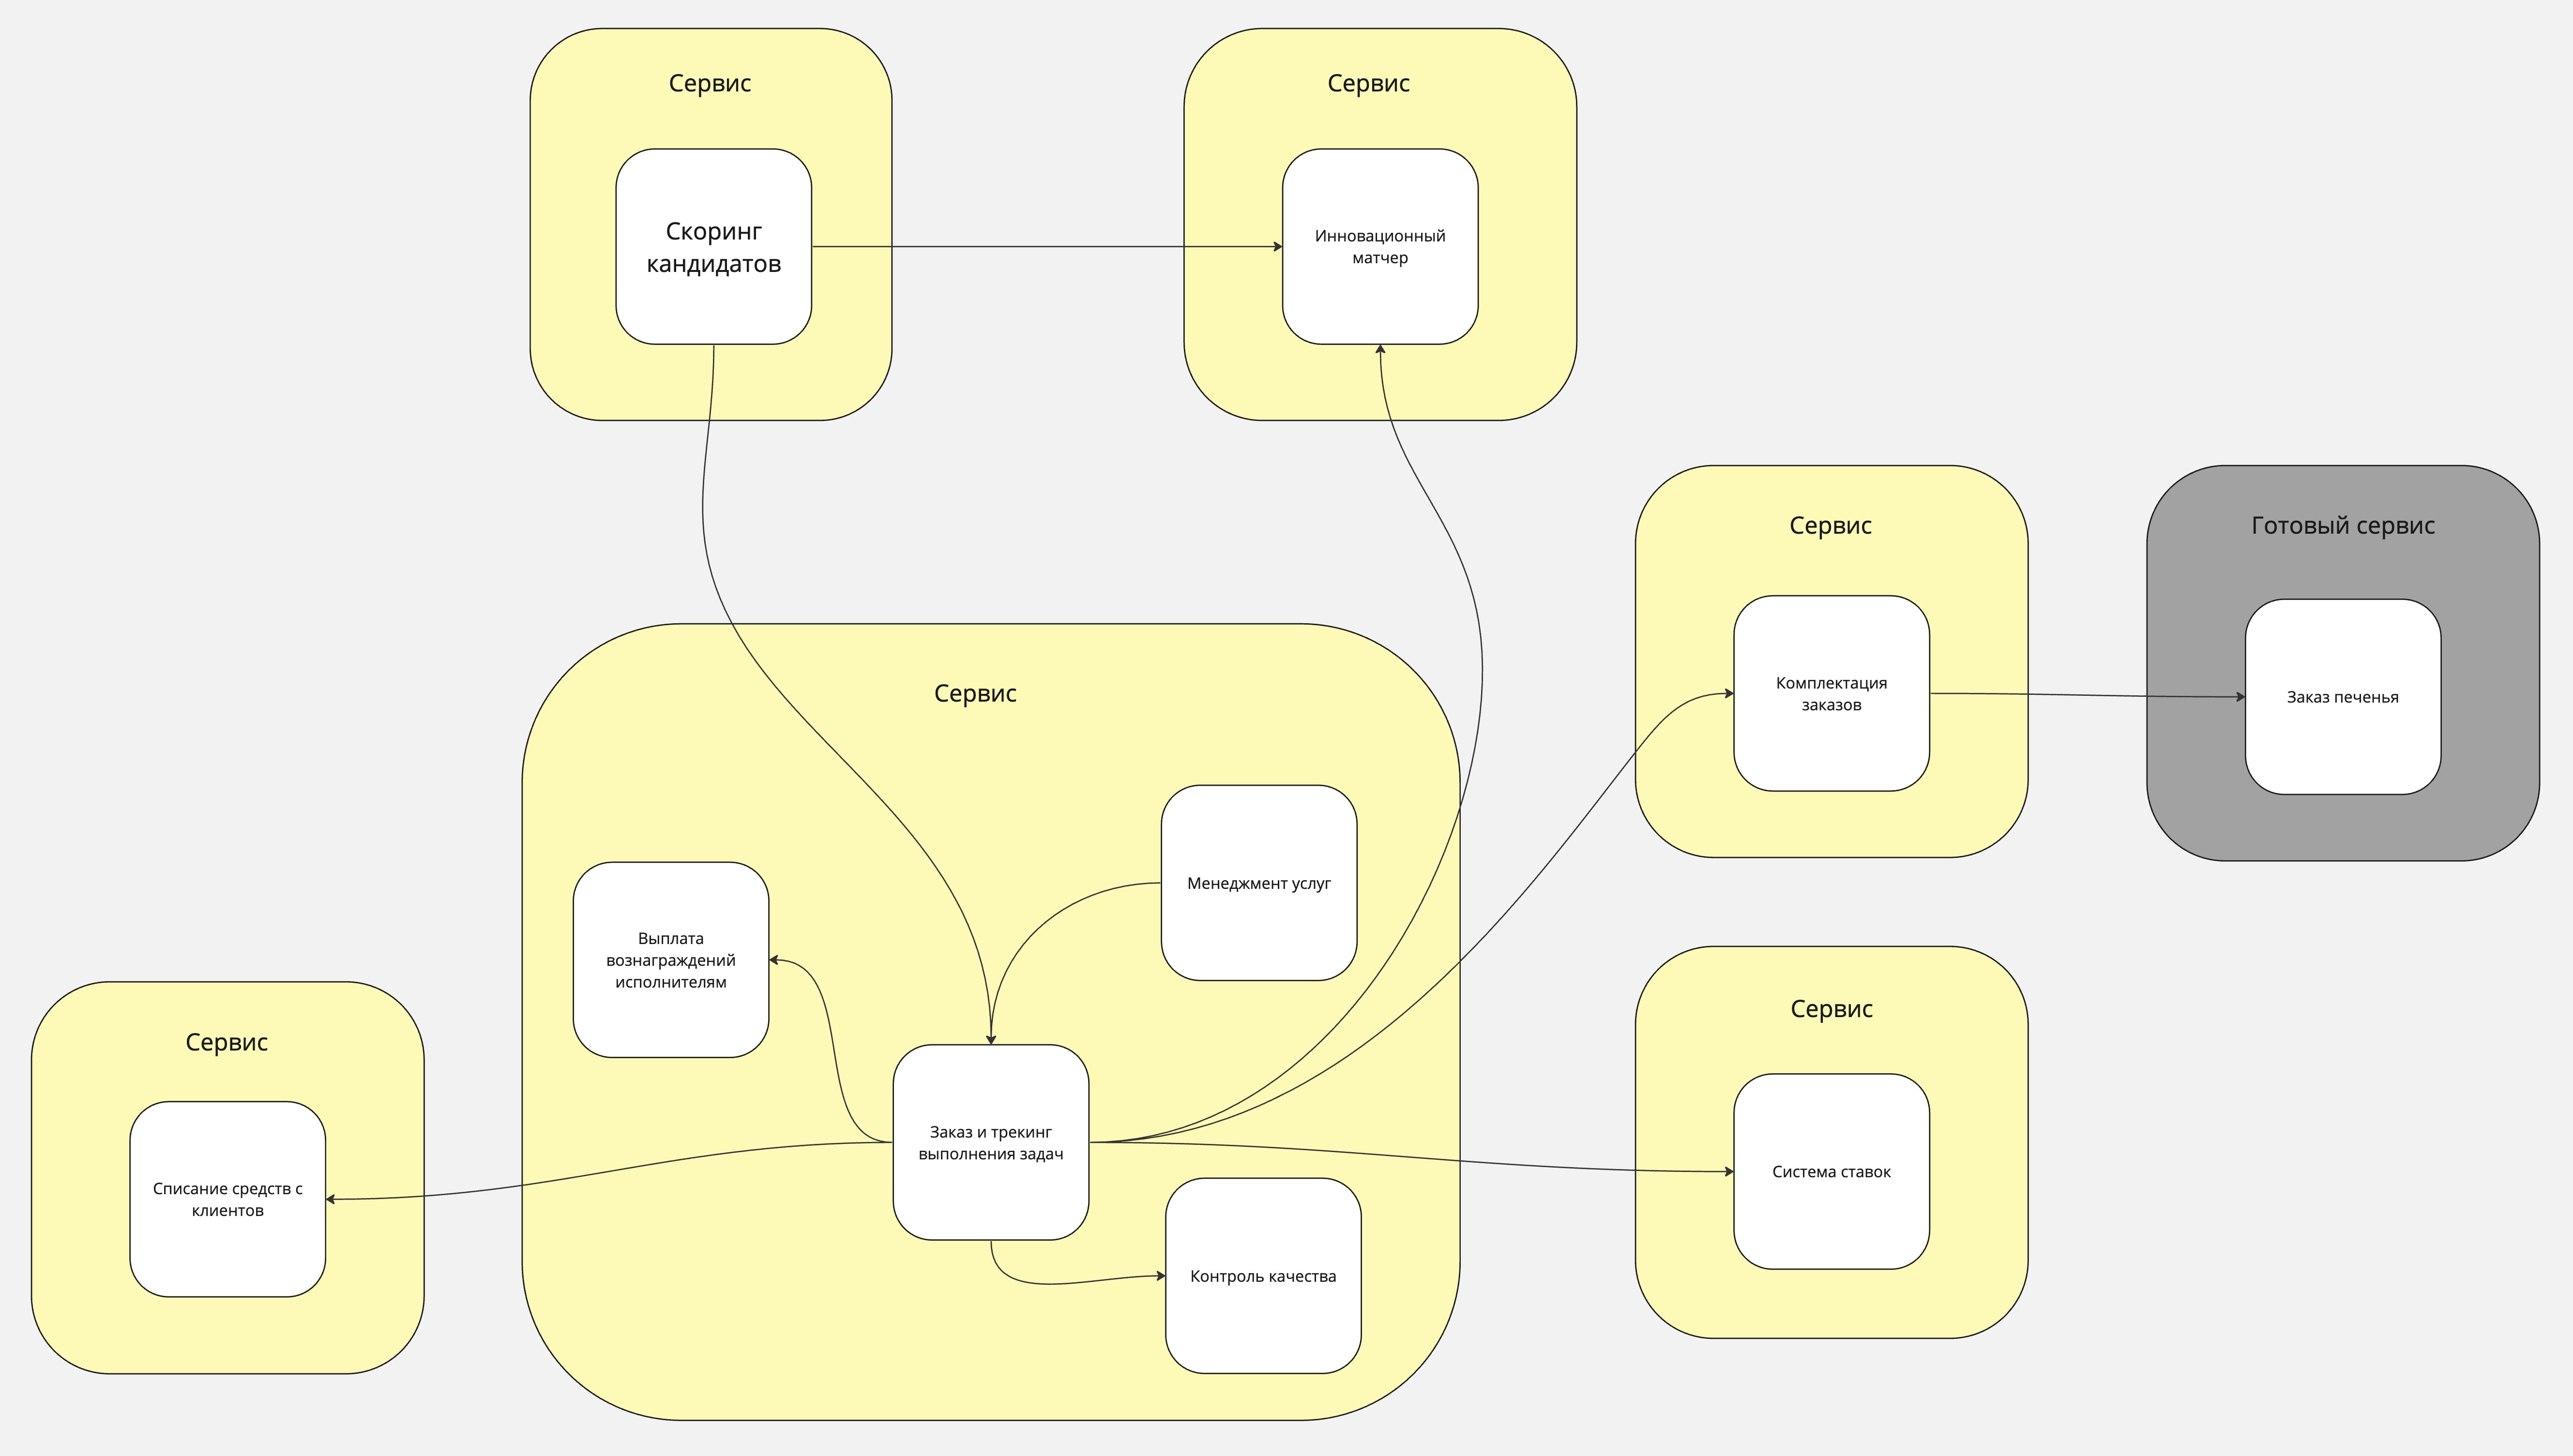 Сервис
Скоринг
кандидатов
Сервис
Инновационный
матчер
Сервис
Комплектация
заказов
Готовый сервис
Заказ печенья
Сервис
Менеджмент услуг
Выплата
вознаграждений
исполнителям
Заказ и трекинг
выполнения задач
Контроль качества
Сервис
Списание средств с
клиентов
Сервис
Система ставок